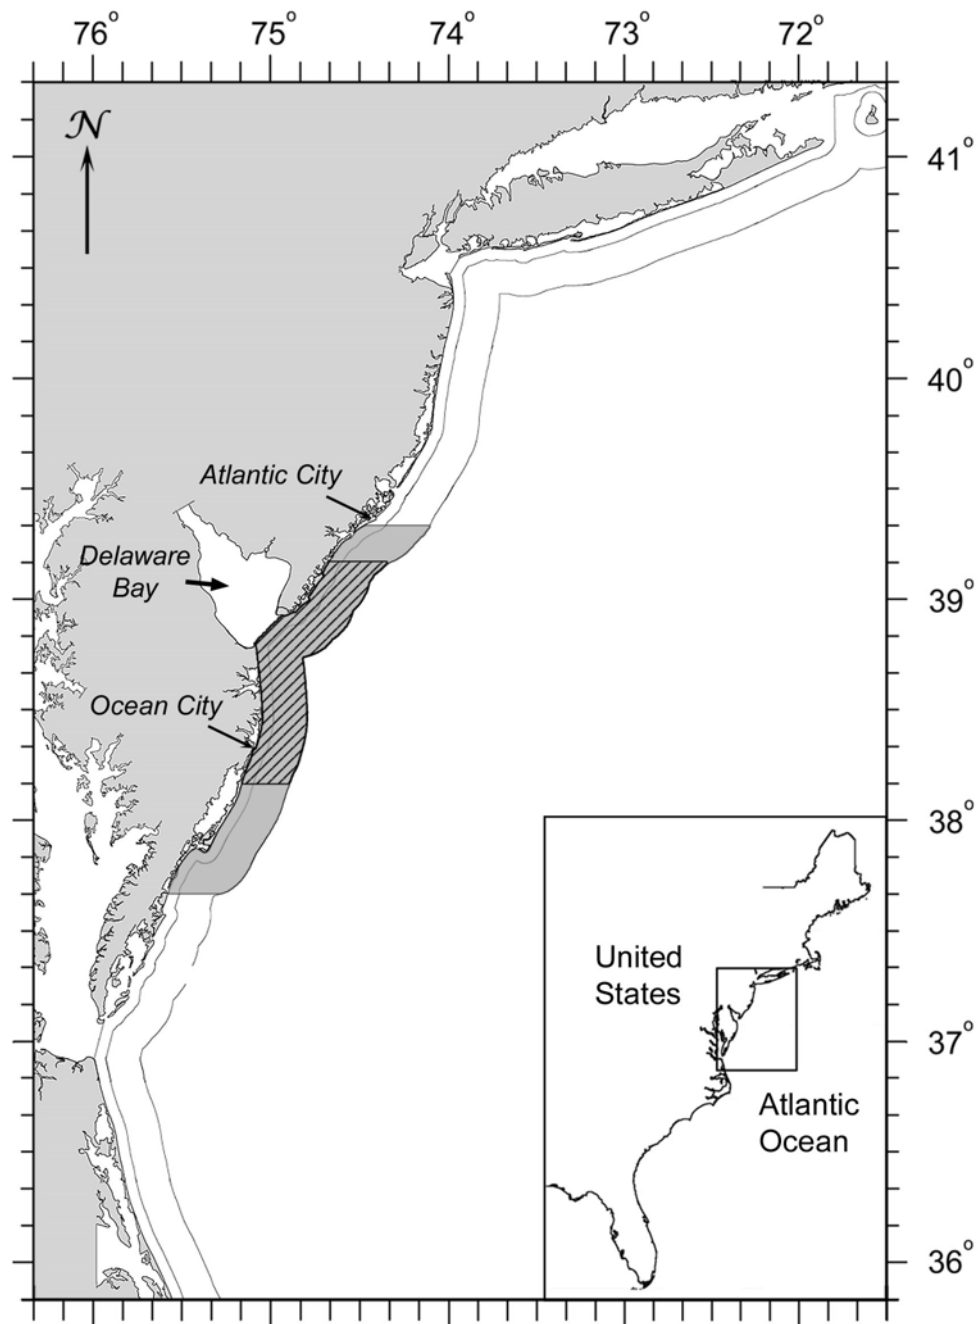 76° 75° 74° 73° 72°
N
41°
40°
Atlantic City
Delaware
Bay
39°
Ocean City
38°
United
States
37°
Atlantic
Ocean
36°